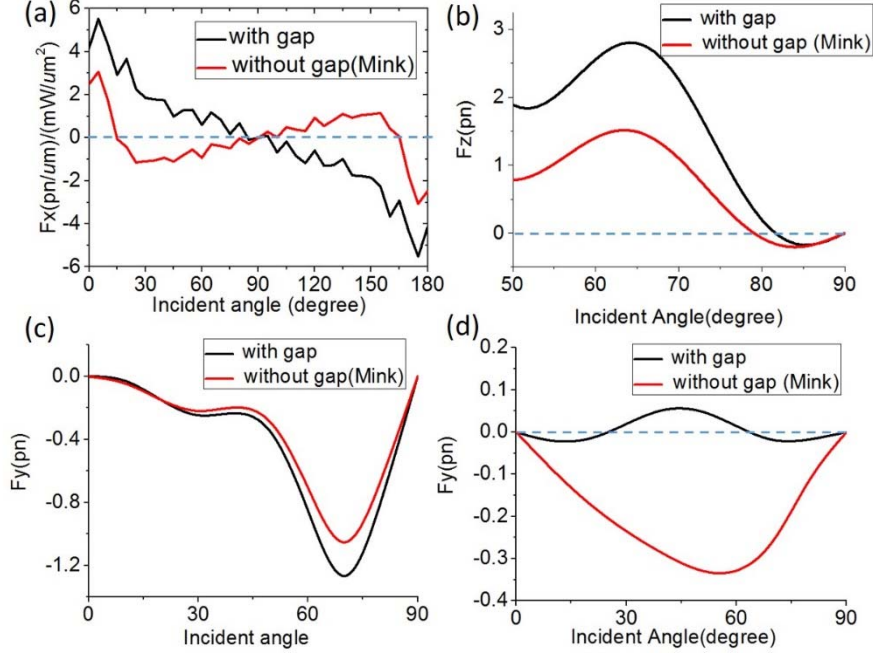 (a)
with gap
without gap(Mink)
Fx(pn/um)/(mW/um²)
6
4
2
0
-2
-4
-6
0 30 60 90 120 150 180
Incident angle (degree)
(b)
with gap
without gap (Mink)
Fz(pn)
3
2
1
0
50 60 70 80 90
Incident Angle(degree)
(c)
with gap
without gap(Mink)
Fy(pn)
0.0
-0.4
-0.8
-1.2
0 30 60 90
Incident angle
(d)
with gap
without gap (Mink)
Fy(pn)
0.2
0.1
0.0
-0.1
-0.2
-0.3
-0.4
0 30 60 90
Incident Angle(degree)